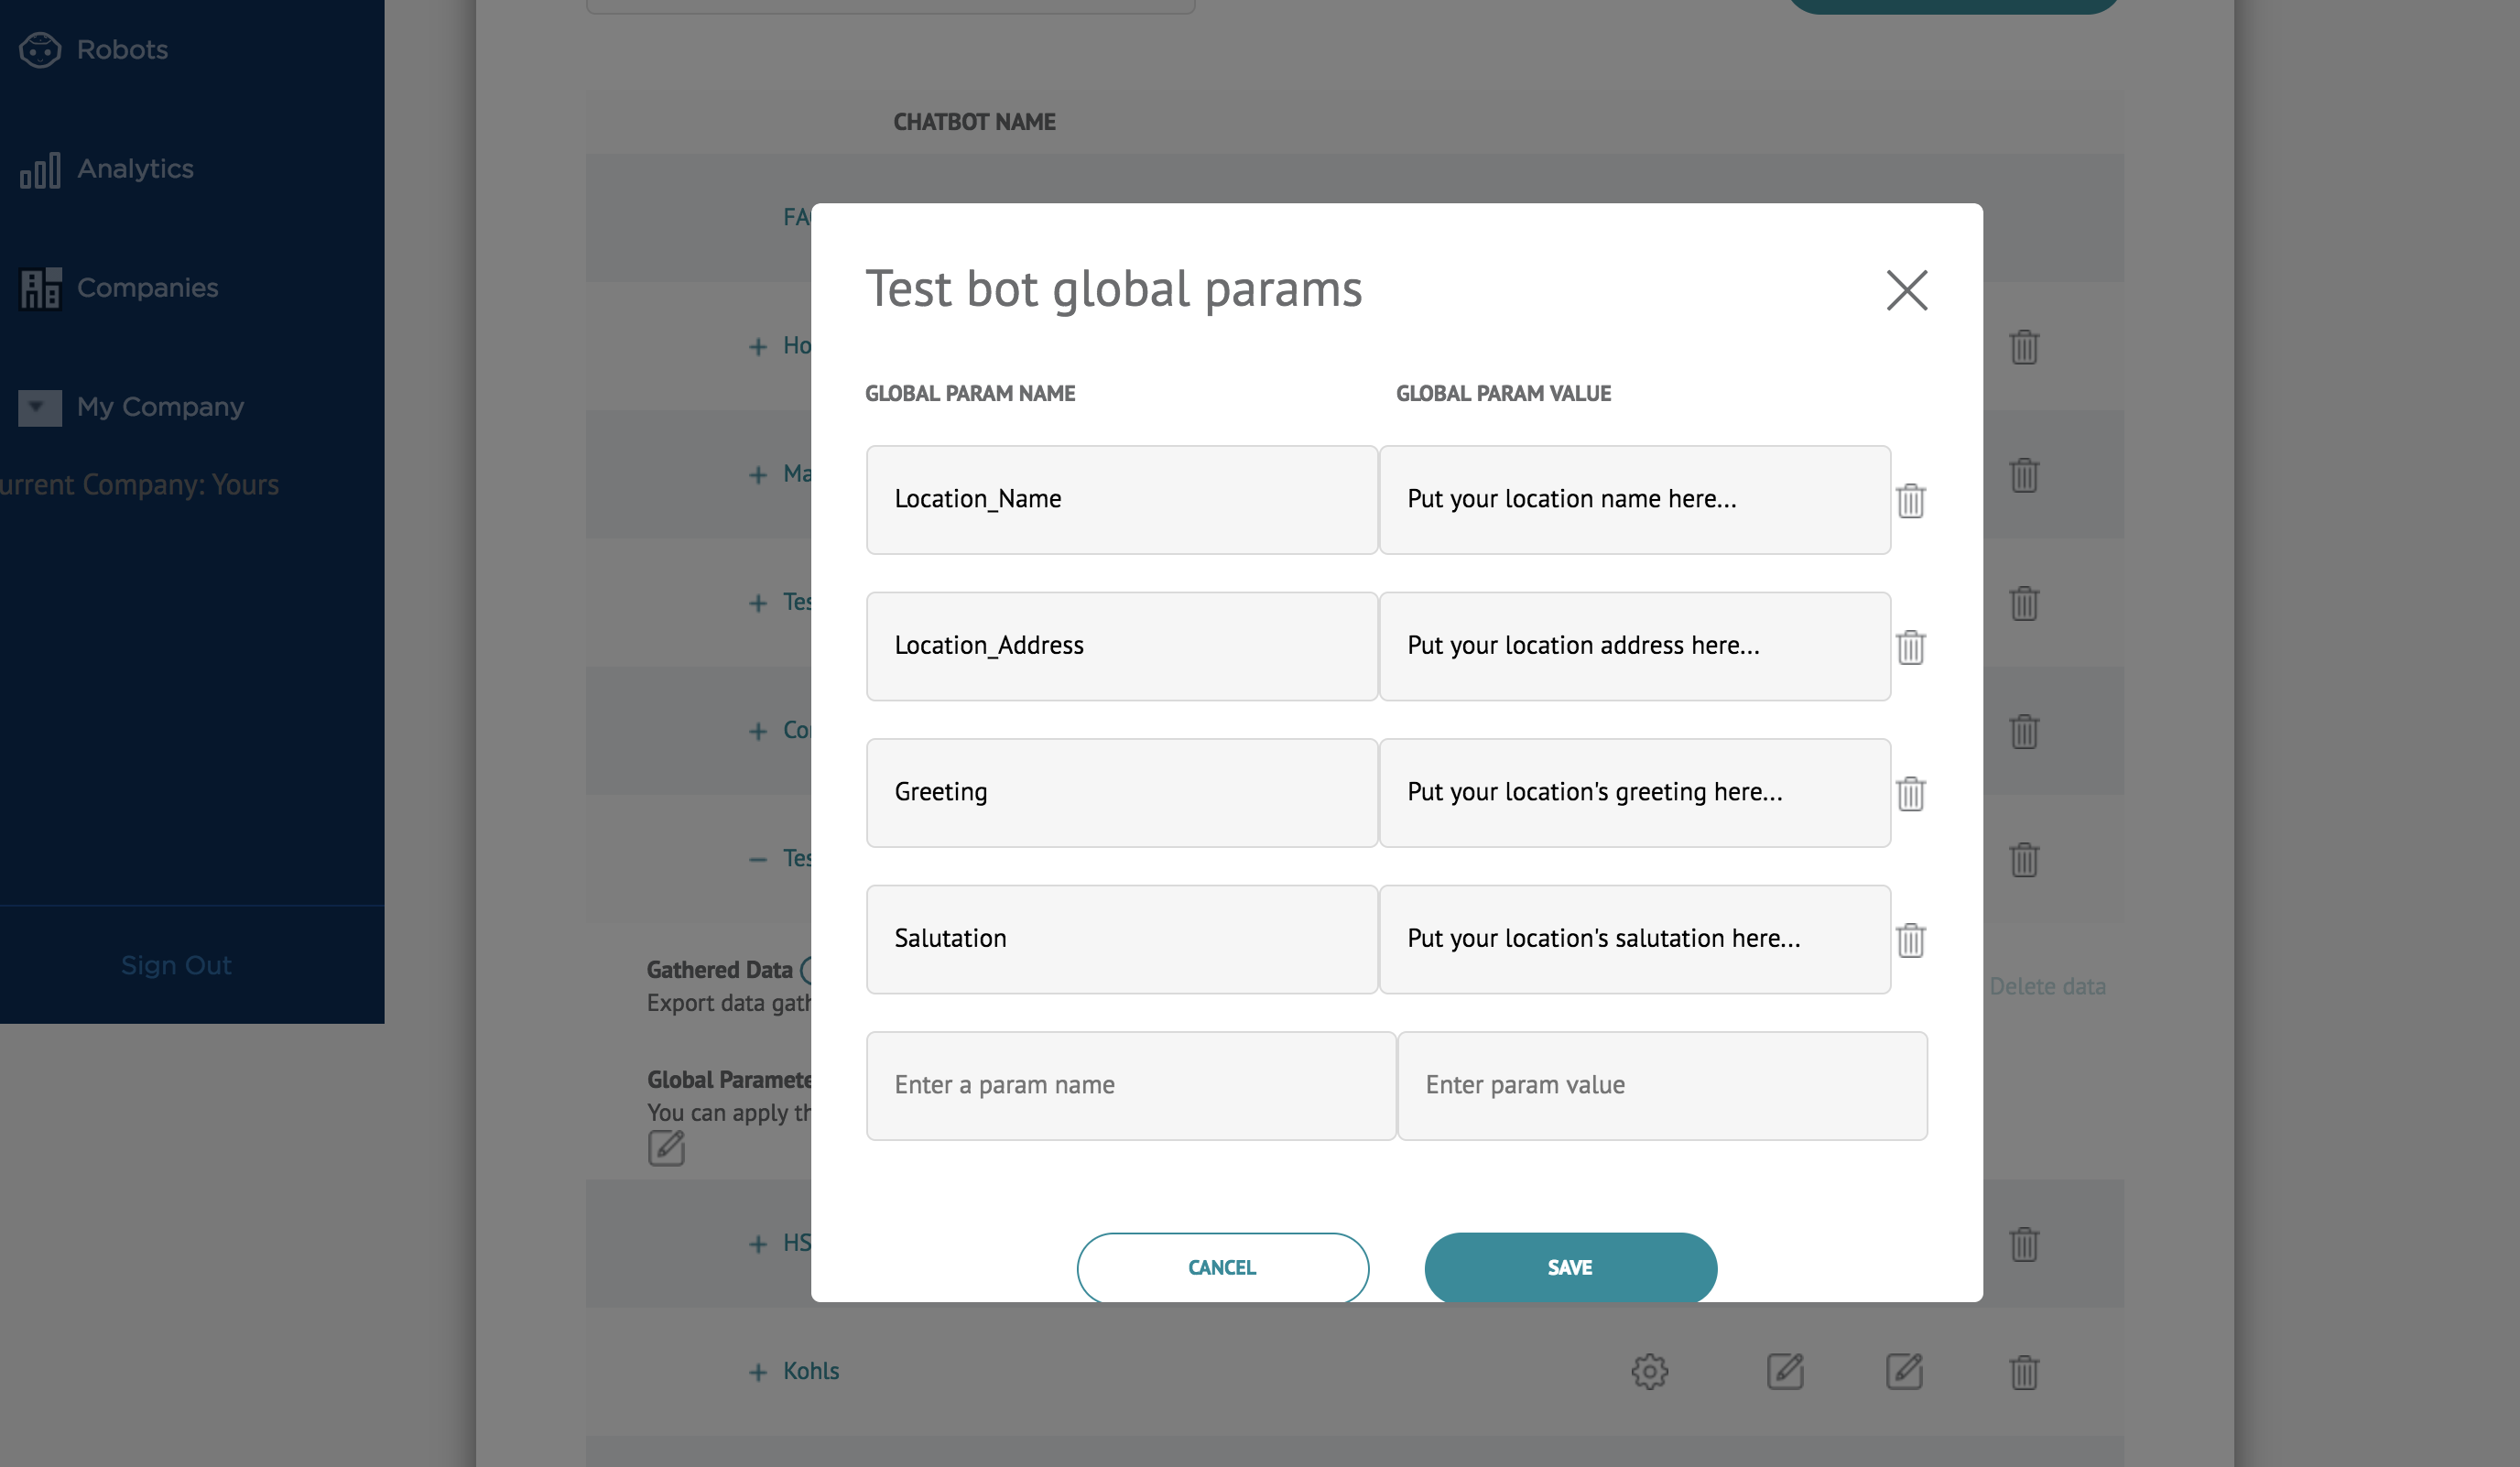 Robots
Analytics
Companies
My Company
urrent Company: Yours
Sign Out
CHATBOT NAME
FA
Ho
Ma
Tes
Co
Tes
Gathered Data
Export data gath
Delete data
Global Paramete
You can apply th
HS
Kohls
Test bot global params
GLOBAL PARAM NAME GLOBAL PARAM VALUE
Location_Name Put your location name here...
Location_Address Put your location address here...
Greeting Put your location's greeting here...
Salutation Put your location's salutation here...
Enter a param name Enter param value
CANCEL SAVE